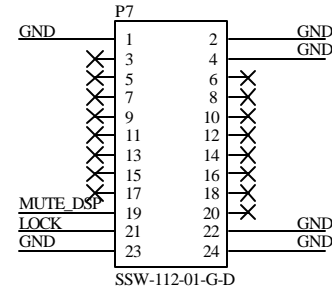 P7
GND 1 2 GND
3 4 GND
5 6
7 8
9 10
11 12
13 14
15 16
17 18
MUTE_DSP 19 20
LOCK 21 22 GND
GND 23 24 GND
SSW-112-01-G-D